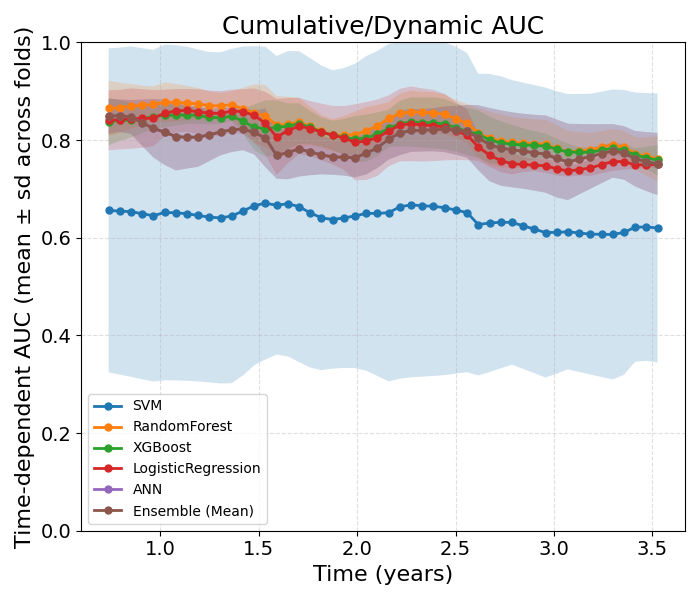 Cumulative/Dynamic AUC
Time-dependent AUC (mean ± sd across folds)
1.0
0.8
0.6
0.4
0.2
0.0
SVM
RandomForest
XGBoost
LogisticRegression
ANN
Ensemble (Mean)
1.0 1.5 2.0 2.5 3.0 3.5
Time (years)